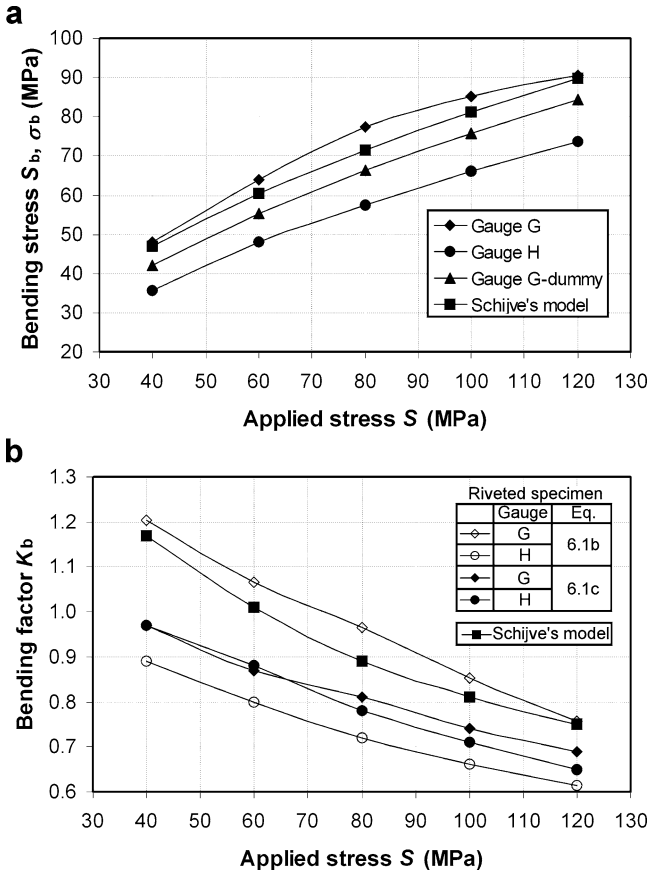 a
100
90
80
70
60
50
40
30
20
Bending stress Sb, σb (MPa)
Gauge G
Gauge H
Gauge G-dummy
Schijve's model
30 40 50 60 70 80 90 100 110 120 130
Applied stress S (MPa)
b
1.3
1.2
1.1
1.0
0.9
0.8
0.7
0.6
Bending factor Kb
Riveted specimen
Gauge Eq.
G
H
6.1b
G
H
6.1c
Schijve's model
30 40 50 60 70 80 90 100 110 120 130
Applied stress S (MPa)